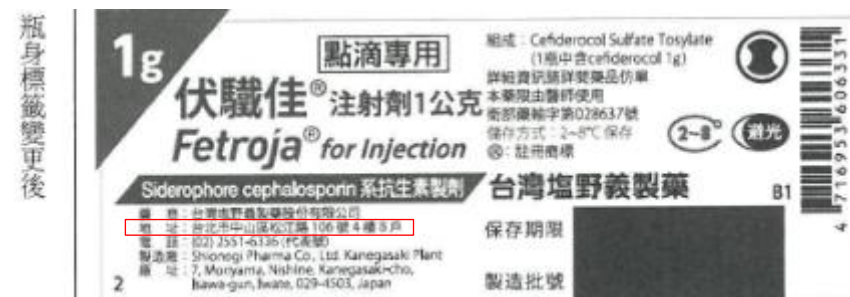 瓶身標籤變更後
1g
點滴專用
伏鐵佳® 注射劑1公克
Fetroja® for Injection
Siderophore cephalosporin 系抗生素製劑
藥 商：台灣塩野義製藥股份有限公司
地 址：台北市中山區松江路 106 號 4 樓 8 戶
電 話：(02) 2551-6336 (代表號)
製造廠：Shionogi Pharma Co., Ltd. Kanegasaki Plant
廠 址：7, Moriyama, Nishine, Kanegasaki-cho,
Isawa-gun, Iwate, 029-4503, Japan
2
組成：Cefiderocol Sulfate Tosylate
(1瓶中含cefiderocol 1g)
詳細資訊請詳閱藥品仿單
本藥限由醫師使用
衛部藥輸字第028637號
儲存方式：2~8℃ 保存
®：註冊商標
2~8°
避光
台灣塩野義製藥
B1
保存期限
製造批號
4 716953 606331